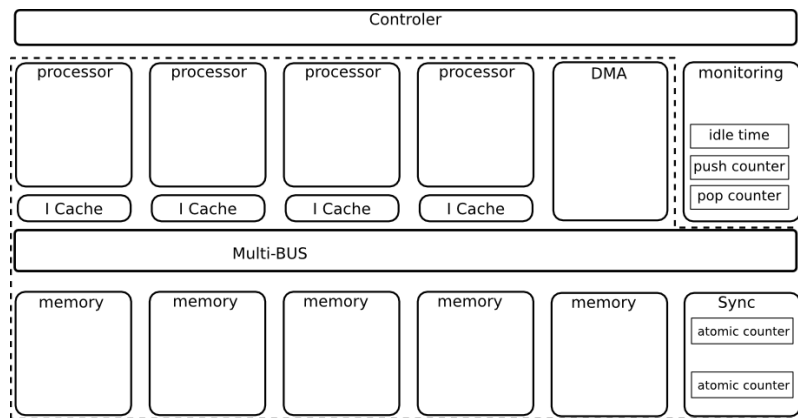 Controler
processor
processor
processor
processor
DMA
monitoring
idle time
push counter
pop counter
I Cache
I Cache
I Cache
I Cache
Multi-BUS
memory
memory
memory
memory
memory
Sync
atomic counter
atomic counter